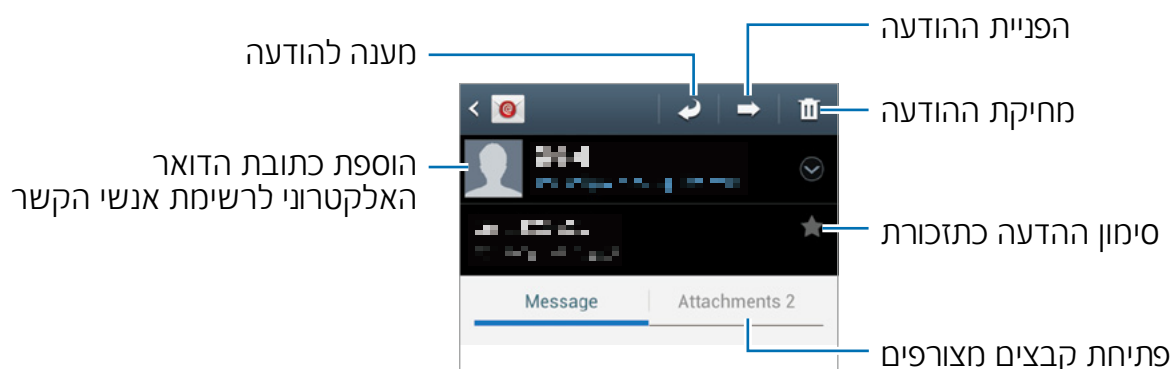 הפניית ההודעה
מענה להודעה
מחיקת ההודעה
הוספת כתובת הדואר
האלקטרוני לרשימת אנשי הקשר
סימון ההדעה כתזכורת
Message
Attachments 2
פתיחת קבצים מצורפים